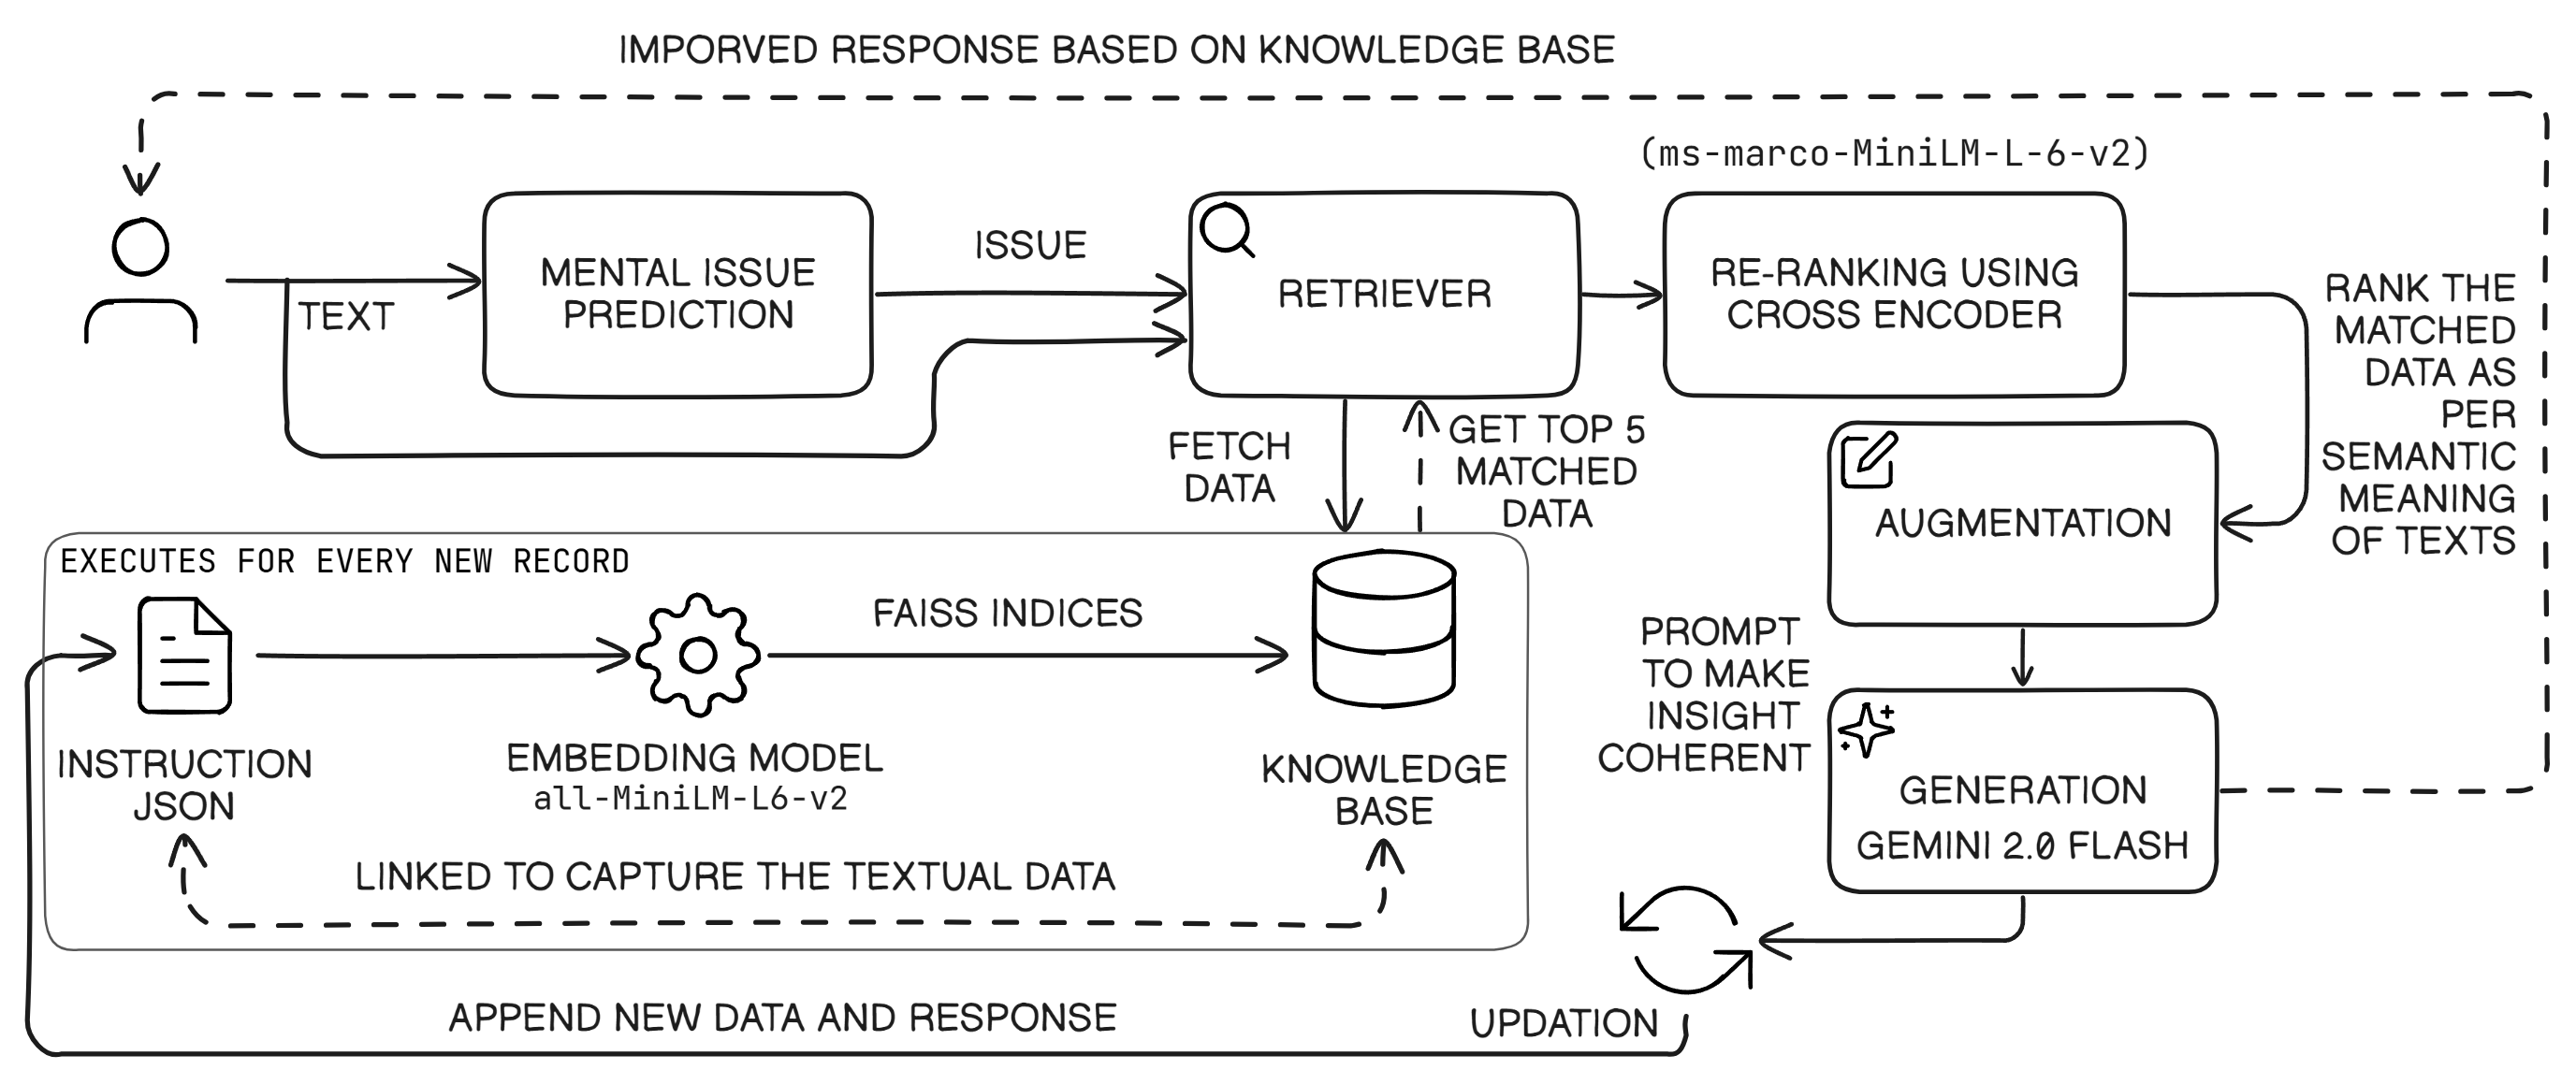 IMPORVED RESPONSE BASED ON KNOWLEDGE BASE
(ms-marco-MiniLM-L-6-v2)
TEXT
MENTAL ISSUE
PREDICTION
ISSUE
RETRIEVER
RE-RANKING USING
CROSS ENCODER
RANK THE
MATCHED
DATA AS
PER
SEMANTIC
MEANING
OF TEXTS
FETCH
DATA
GET TOP 5
MATCHED
DATA
AUGMENTATION
PROMPT
TO MAKE
INSIGHT
COHERENT
GENERATION
GEMINI 2.0 FLASH
EXECUTES FOR EVERY NEW RECORD
INSTRUCTION
JSON
EMBEDDING MODEL
all-MiniLM-L6-v2
FAISS INDICES
KNOWLEDGE
BASE
LINKED TO CAPTURE THE TEXTUAL DATA
UPDATION
APPEND NEW DATA AND RESPONSE